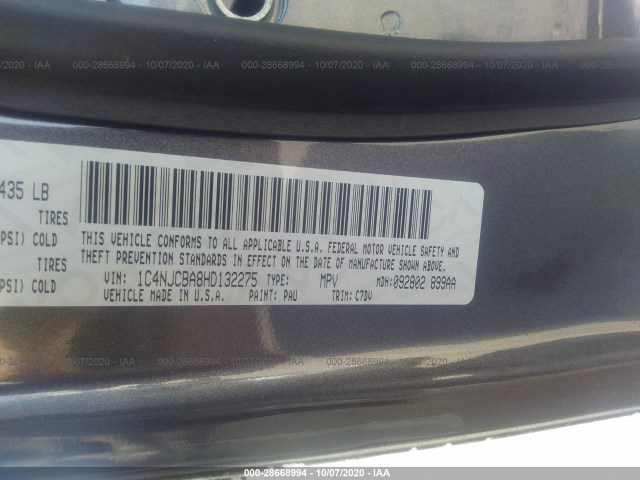 000-28668994 - 10/07/2020 - IAA
435 LB
TIRES
PSI) COLD
TIRES
PSI) COLD
THIS VEHICLE CONFORMS TO ALL APPLICABLE U.S.A. FEDERAL MOTOR VEHICLE SAFETY AND
THEFT PREVENTION STANDARDS IN EFFECT ON THE DATE OF MANUFACTURE SHOWN ABOVE.
VIN: 1C4NJCBA8HD132275 TYPE: MPV MDH:092802 899AA
VEHICLE MADE IN U.S.A. PAINT: PAU TRIM: C7DV
000-28668994 - 10/07/2020 - IAA